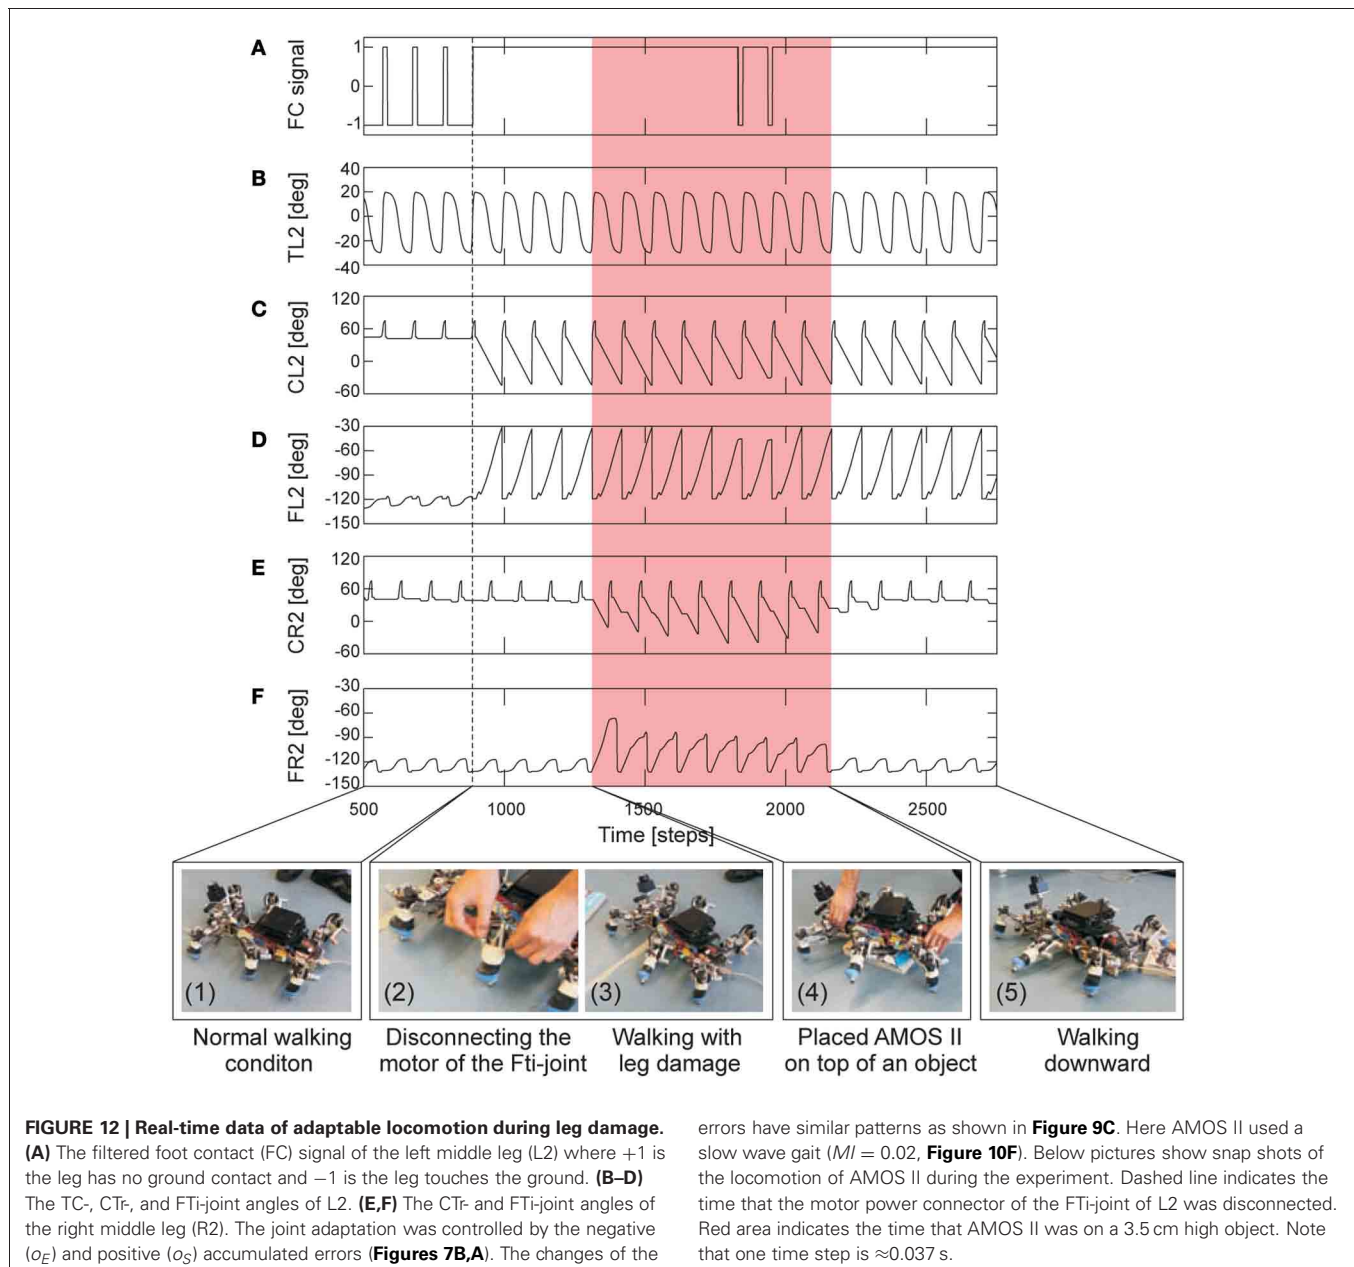 A
FC signal
1
0
-1
B
TL2 [deg]
40
20
0
-20
-40
C
CL2 [deg]
120
60
0
-60
D
FL2 [deg]
-30
-60
-90
-120
-150
E
CR2 [deg]
120
60
0
-60
F
FR2 [deg]
-30
-60
-90
-120
-150
500 1000 1500 2000 2500
Time [steps]
(1) (2) (3) (4) (5)
Normal walking
conditon
Disconnecting the
motor of the Fti-joint
Walking with
leg damage
Placed AMOS II
on top of an object
Walking
downward
FIGURE 12 | Real-time data of adaptable locomotion during leg damage.
(A) The filtered foot contact (FC) signal of the left middle leg (L2) where +1 is
the leg has no ground contact and −1 is the leg touches the ground. (B–D)
The TC-, CTr-, and FTi-joint angles of L2. (E,F) The CTr- and FTi-joint angles of
the right middle leg (R2). The joint adaptation was controlled by the negative
(oE) and positive (oS) accumulated errors (Figures 7B,A). The changes of the
errors have similar patterns as shown in Figure 9C. Here AMOS II used a
slow wave gait (MI = 0.02, Figure 10F). Below pictures show snap shots of
the locomotion of AMOS II during the experiment. Dashed line indicates the
time that the motor power connector of the FTi-joint of L2 was disconnected.
Red area indicates the time that AMOS II was on a 3.5 cm high object. Note
that one time step is ≈0.037 s.